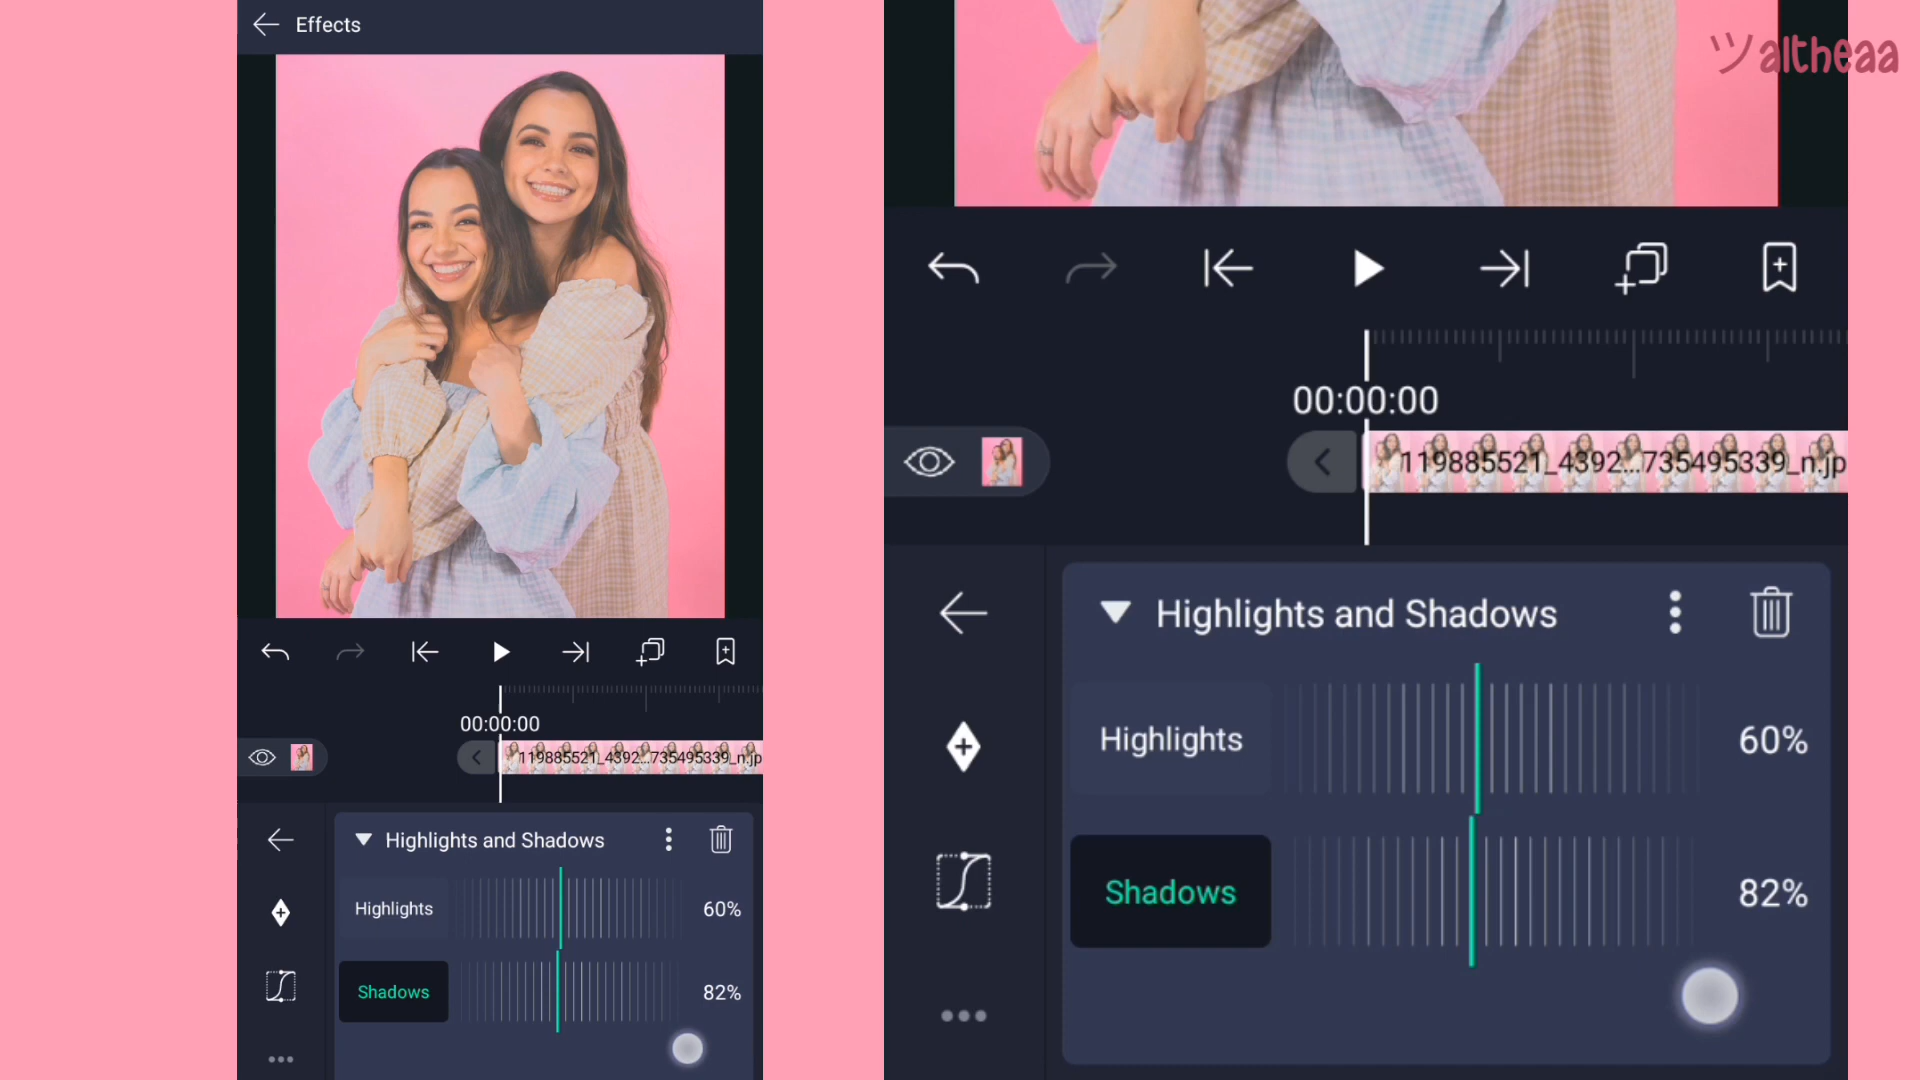 Effects
00:00:00
119885521_4392...735495339_n.jp
Highlights and Shadows
Highlights
60%
Shadows
82%
ツaltheaa
00:00:00
119885521_4392...735495339_n.jp
Highlights and Shadows
Highlights
60%
Shadows
82%